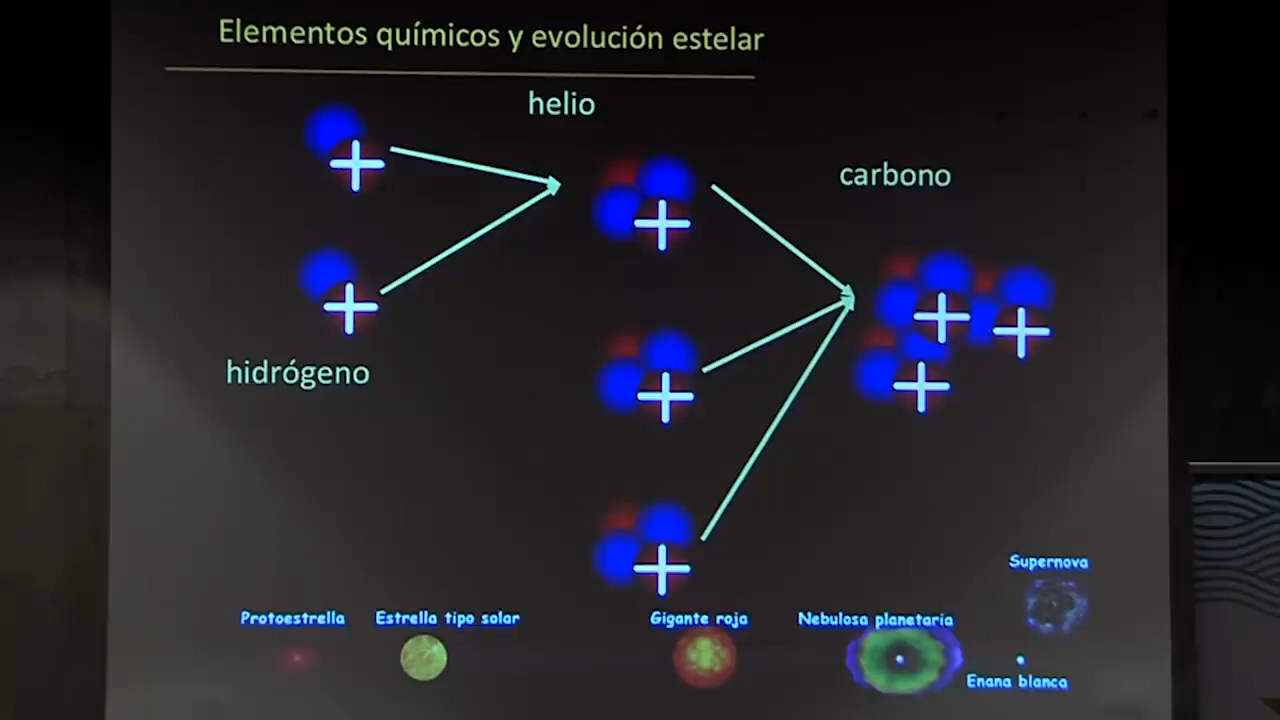 Elementos químicos y evolución estelar
helio
carbono
hidrógeno
Supernova
Protoestrella
Estrella tipo solar
Gigante roja
Nebulosa planetaria
Enana blanca